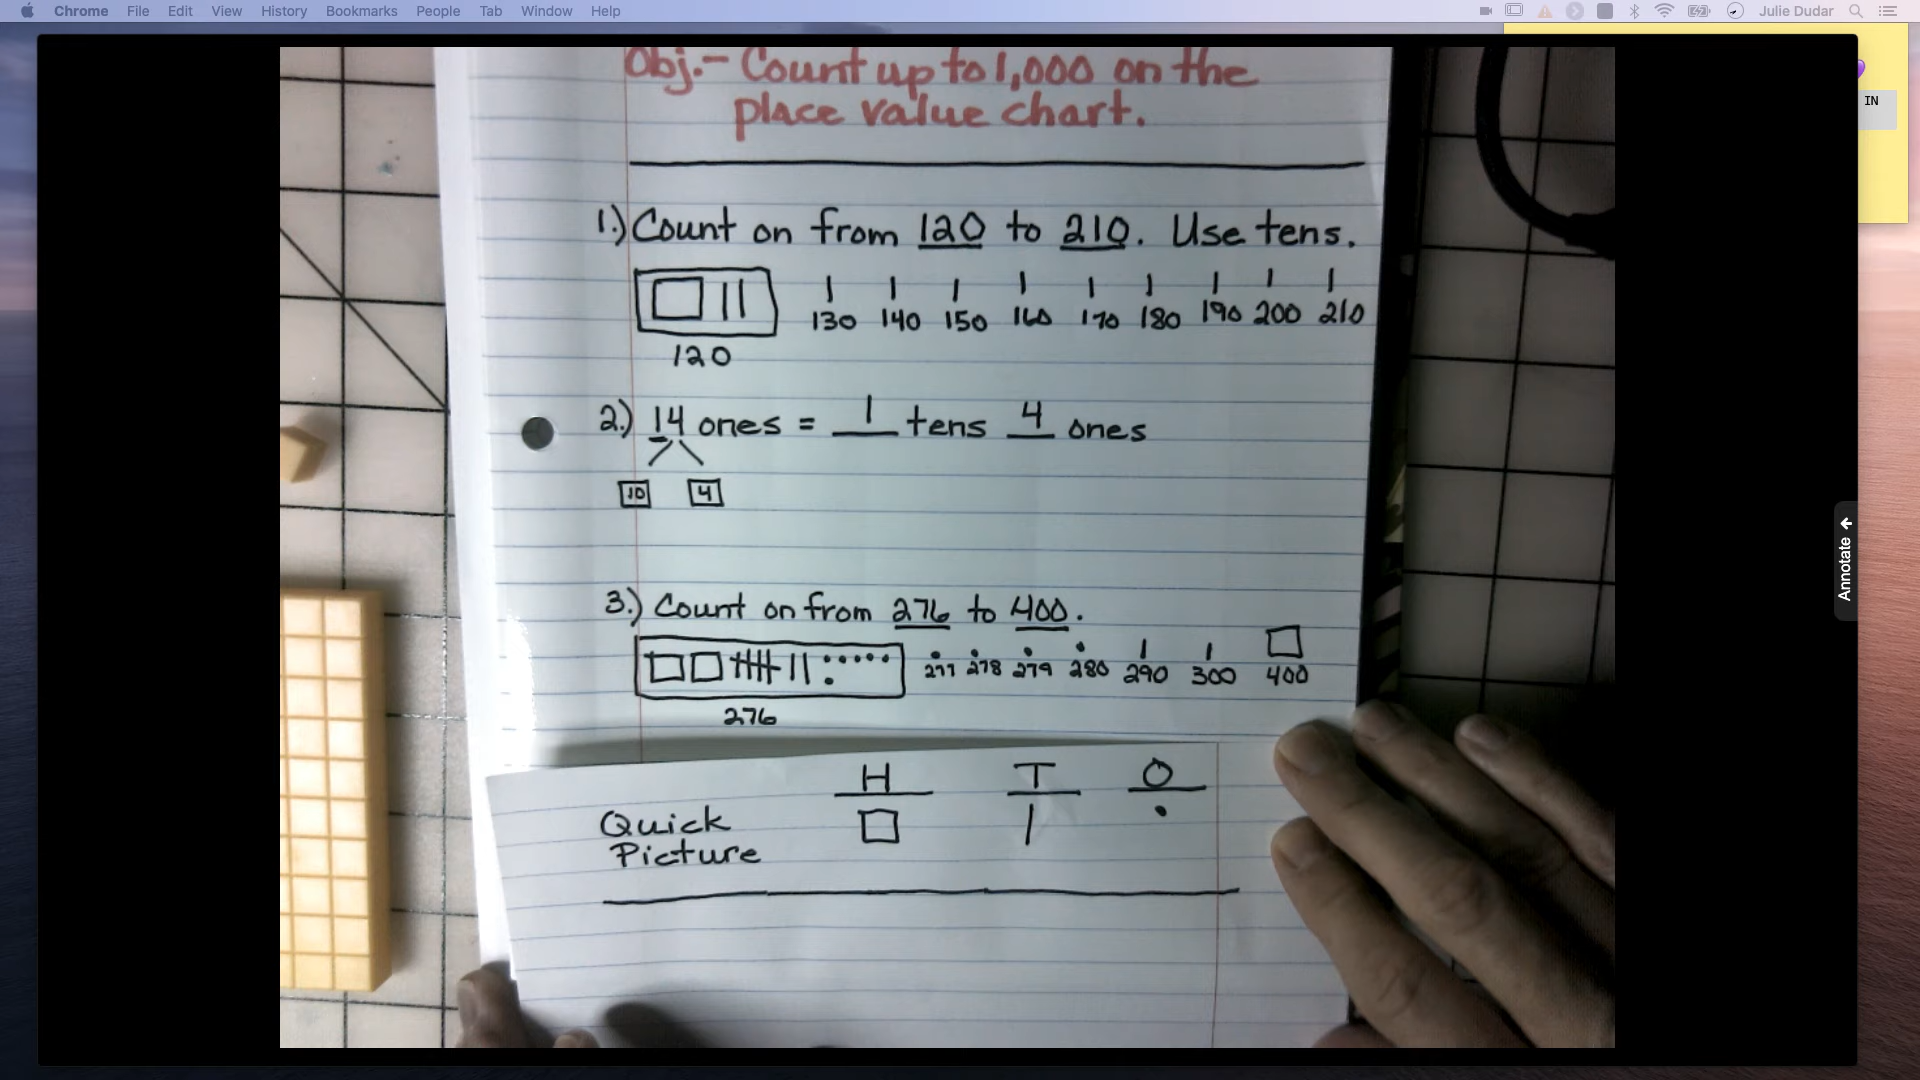 Chrome File Edit View History Bookmarks People Tab Window Help Julie Dudar
IN
Annotate
Obj.- Count up to 1,000 on the
place value chart.
1.) Count on from 120 to 210. Use tens.
130 140 150 160 170 180 190 200 210
120
2.) 14 ones = 1 tens 4 ones
10 4
3.) Count on from 276 to 400.
277 278 279 280 290 300 400
276
H T O
Quick
Picture